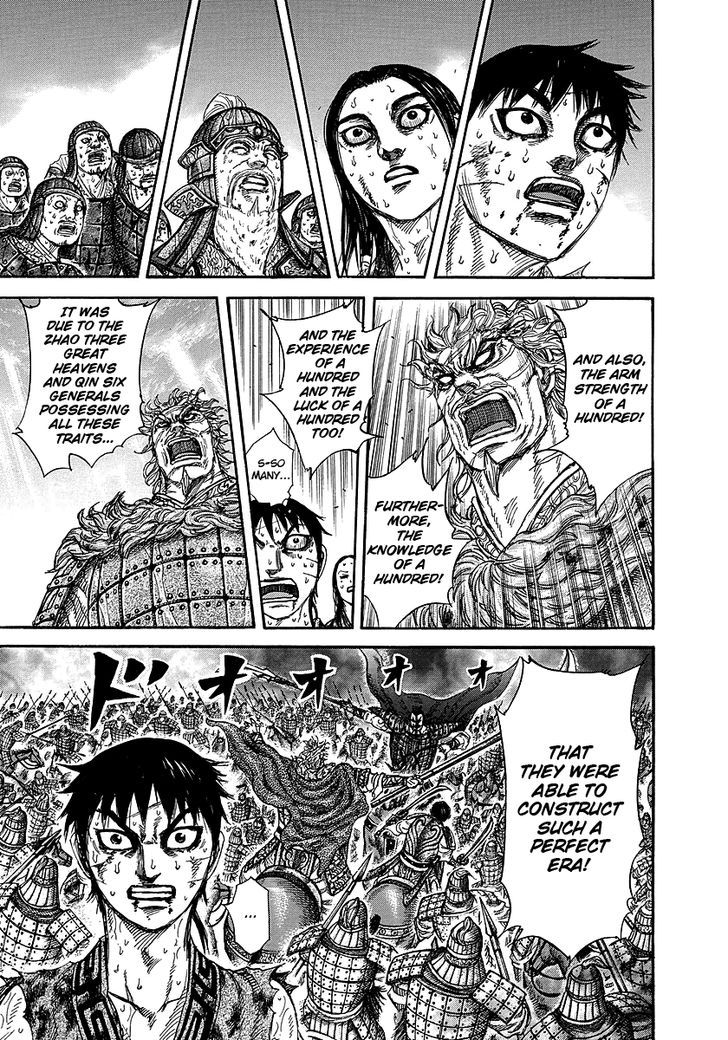 AND ALSO,
THE ARM
STRENGTH
OF A
HUNDRED!
FURTHER-
MORE,
THE
KNOWLEDGE
OF A
HUNDRED!
AND THE
EXPERIENCE
OF A
HUNDRED
AND THE
LUCK OF A
HUNDRED
TOO!
S-SO
MANY...
IT WAS
DUE TO THE
ZHAO THREE
GREAT
HEAVENS
AND QIN SIX
GENERALS
POSSESSING
ALL THESE
TRAITS...
THAT
THEY WERE
ABLE TO
CONSTRUCT
SUCH A
PERFECT
ERA!
ドオオオオ
...